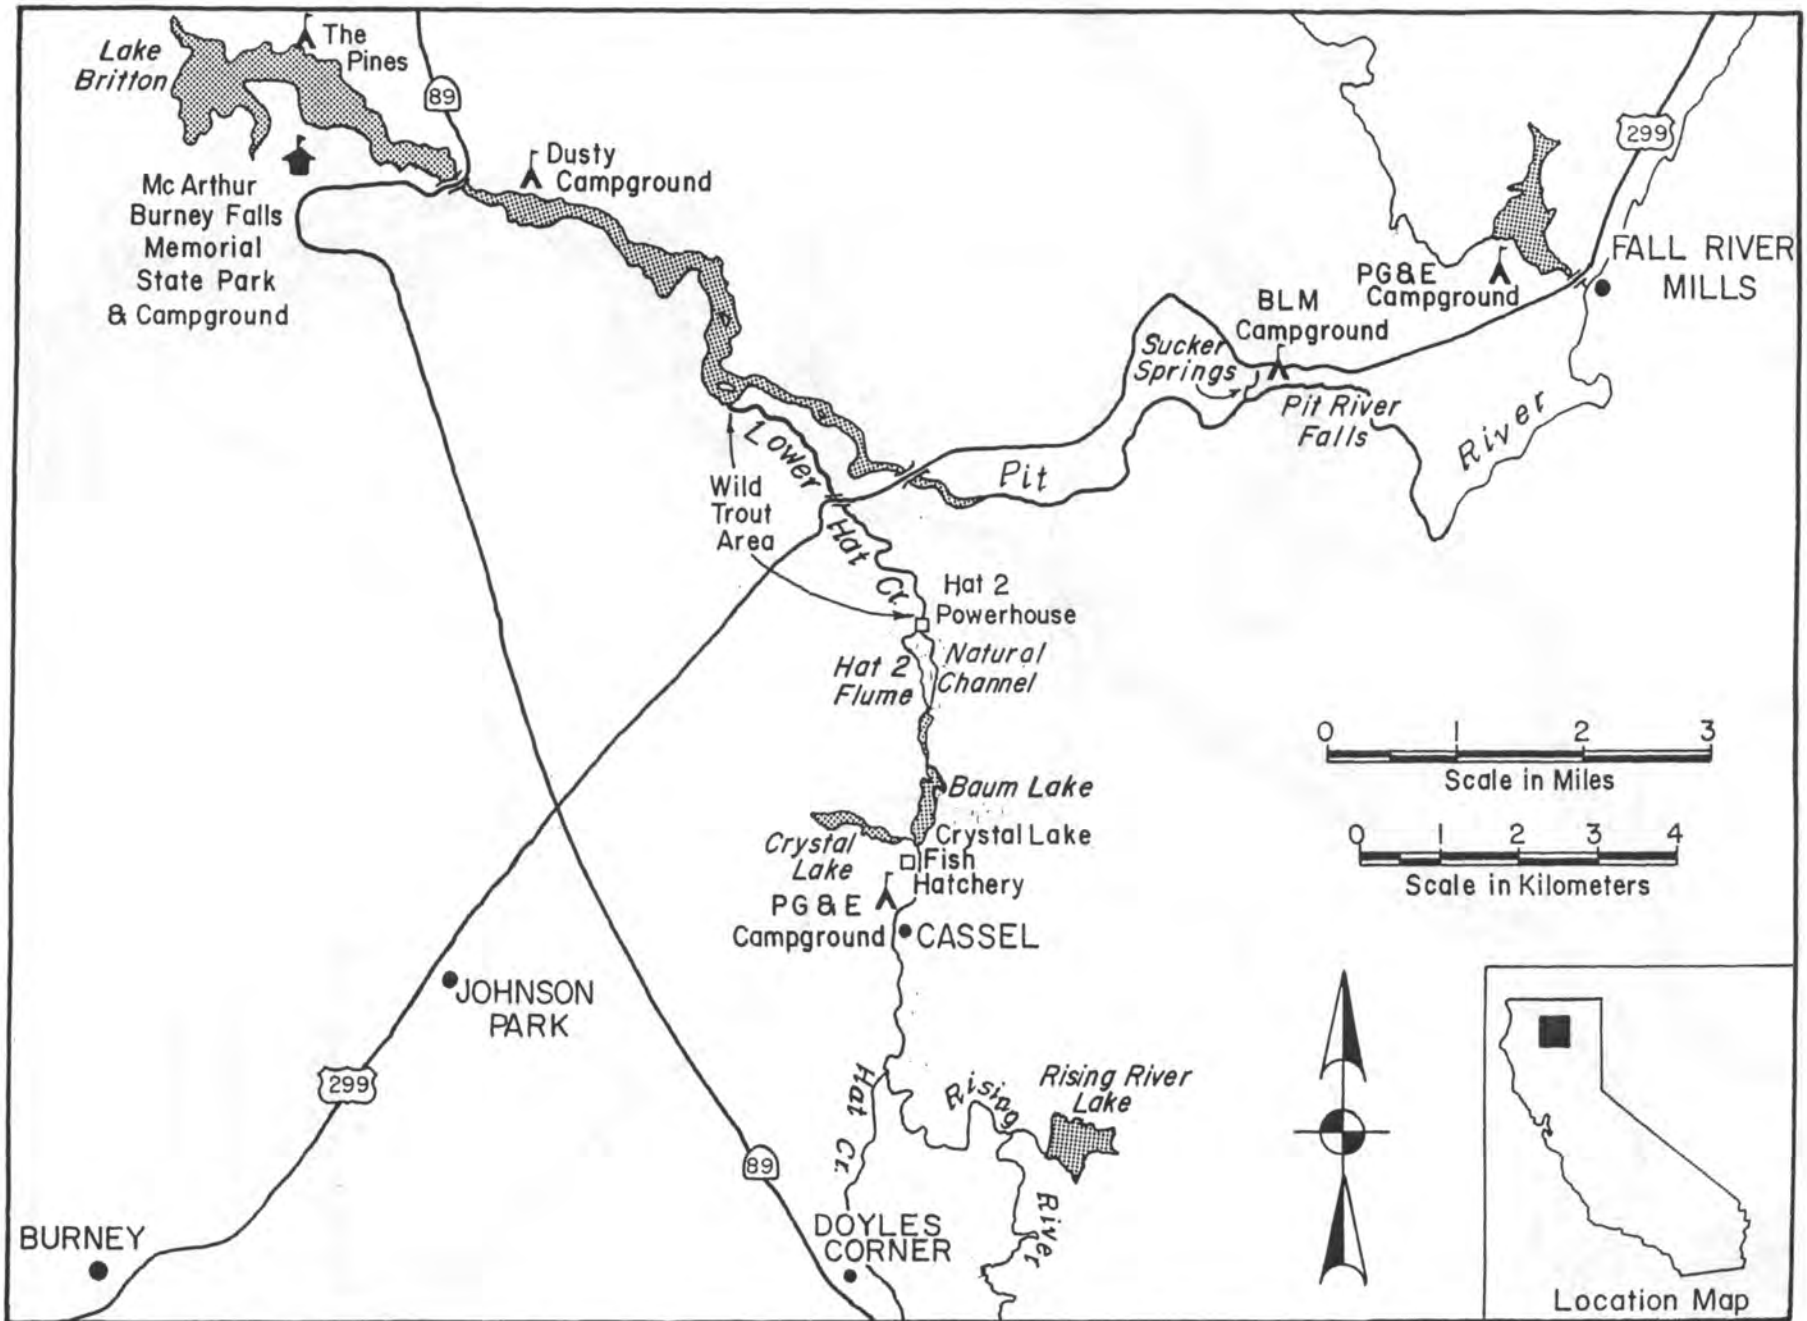 Lake
Britton
The
Pines
89
Dusty
Campground
Mc Arthur
Burney Falls
Memorial
State Park
& Campground
299
FALL RIVER
MILLS
PG&E
Campground
BLM
Campground
Sucker
Springs
Pit River
Falls
River
Pit
Lower
Hat
Cr.
Wild
Trout
Area
Hat 2
Powerhouse
Natural
Channel
Hat 2
Flume
0 1 2 3
Scale in Miles
Baum Lake
0 1 2 3 4
Scale in Kilometers
Crystal
Lake
Crystal Lake
Fish
Hatchery
PG&E
Campground
CASSEL
JOHNSON
PARK
299
Hat Cr.
Rising
River
Rising River
Lake
89
BURNEY
DOYLES
CORNER
Location Map